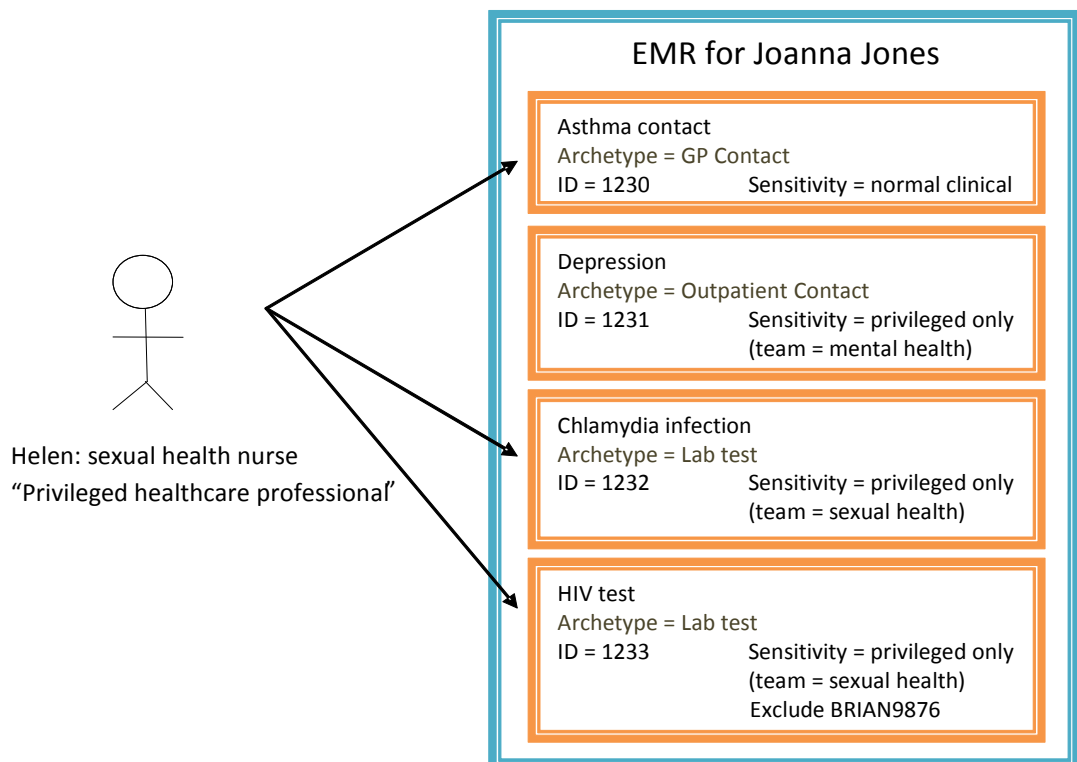 EMR for Joanna Jones
Asthma contact
Archetype = GP Contact
ID = 1230 Sensitivity = normal clinical
Depression
Archetype = Outpatient Contact
ID = 1231 Sensitivity = privileged only
(team = mental health)
Chlamydia infection
Archetype = Lab test
ID = 1232 Sensitivity = privileged only
(team = sexual health)
HIV test
Archetype = Lab test
ID = 1233 Sensitivity = privileged only
(team = sexual health)
Exclude BRIAN9876
Helen: sexual health nurse
“Privileged healthcare professional”